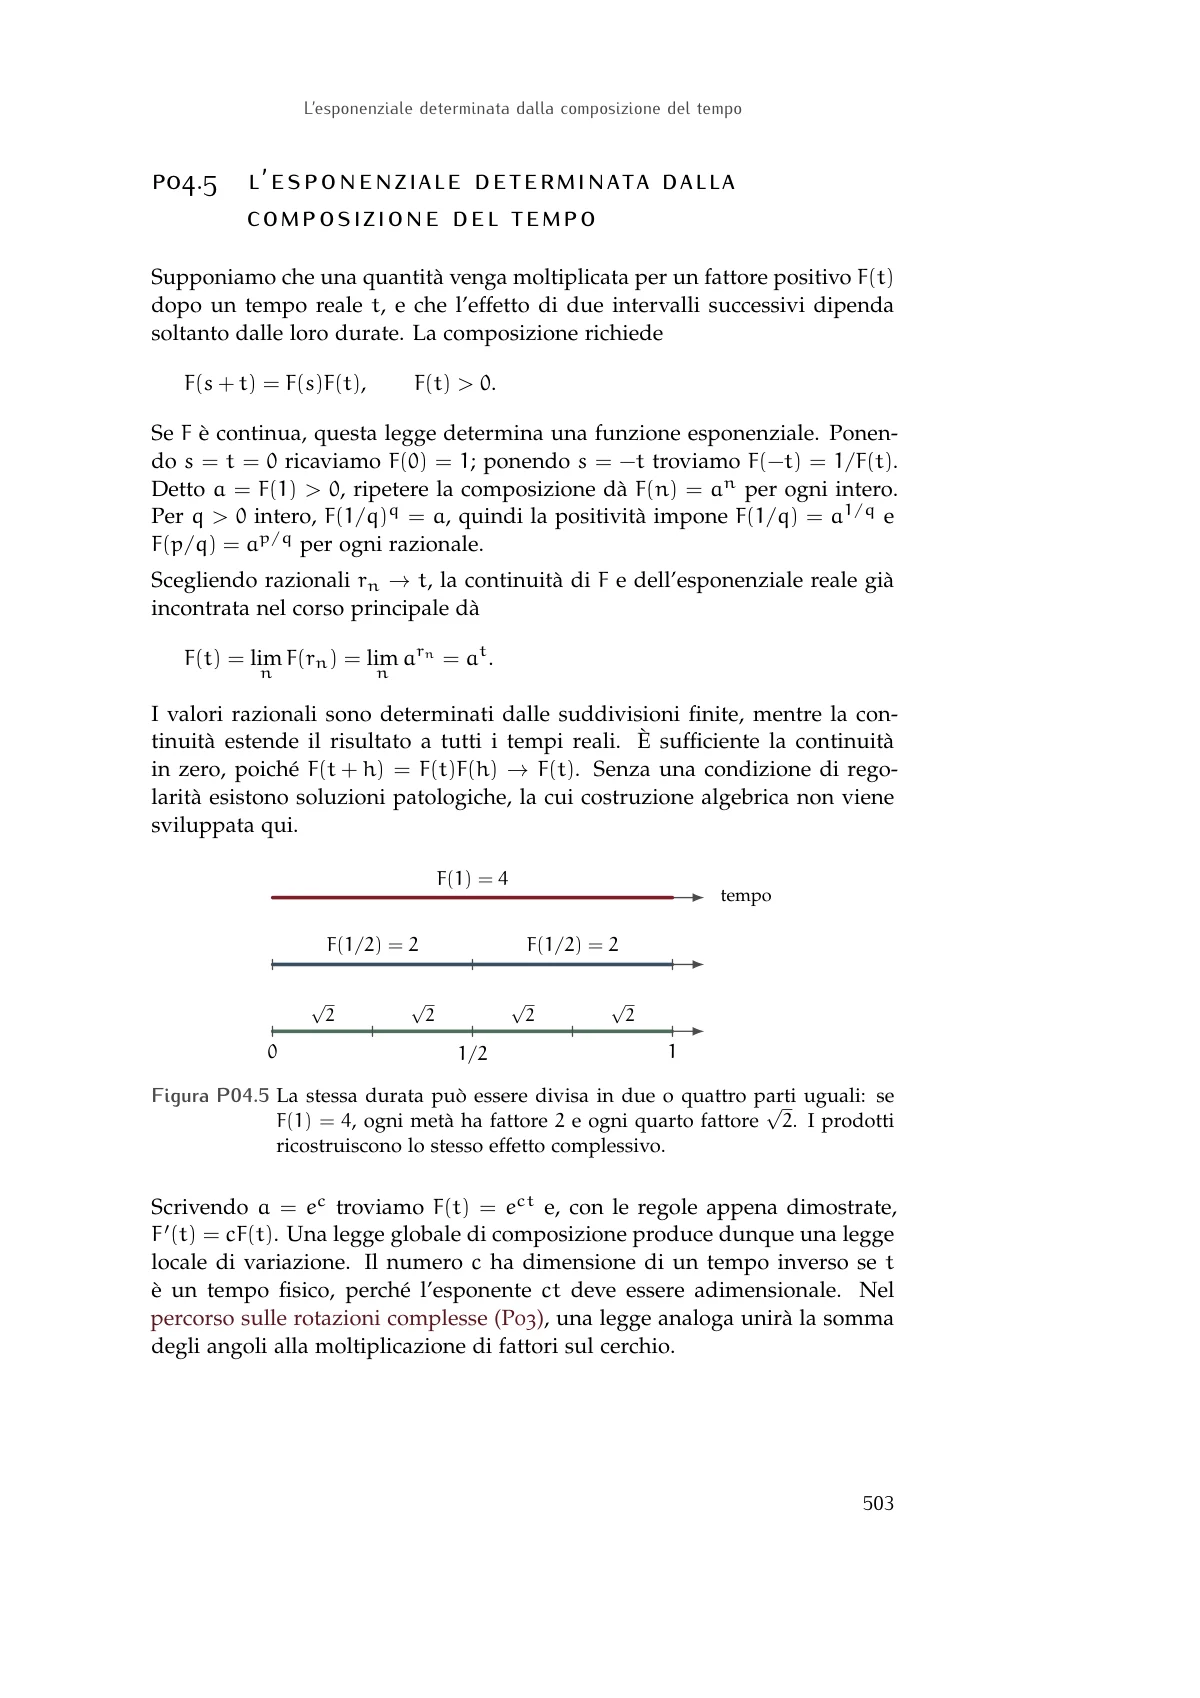 L'esponenziale determinata dalla composizione del tempo
P04.5 L'ESPONENZIALE DETERMINATA DALLA
COMPOSIZIONE DEL TEMPO
Supponiamo che una quantità venga moltiplicata per un fattore positivo F(t)
dopo un tempo reale t, e che l'effetto di due intervalli successivi dipenda
soltanto dalle loro durate. La composizione richiede
F(s + t) = F(s)F(t), F(t) > 0.
Se F è continua, questa legge determina una funzione esponenziale. Ponen-
do s = t = 0 ricaviamo F(0) = 1; ponendo s = −t troviamo F(−t) = 1/F(t).
Detto a = F(1) > 0, ripetere la composizione dà F(n) = aⁿ per ogni intero.
Per q > 0 intero, F(1/q)^q = a, quindi la positività impone F(1/q) = a^{1/q} e
F(p/q) = a^{p/q} per ogni razionale.
Scegliendo razionali rₙ → t, la continuità di F e dell'esponenziale reale già
incontrata nel corso principale dà
F(t) = lim_n F(rₙ) = lim_n a^{rₙ} = a^t.
I valori razionali sono determinati dalle suddivisioni finite, mentre la con-
tinuità estende il risultato a tutti i tempi reali. È sufficiente la continuità
in zero, poiché F(t + h) = F(t)F(h) → F(t). Senza una condizione di rego-
larità esistono soluzioni patologiche, la cui costruzione algebrica non viene
sviluppata qui.
F(1) = 4
tempo
F(1/2) = 2 F(1/2) = 2
√2 √2 √2 √2
0 1/2 1
Figura P04.5 La stessa durata può essere divisa in due o quattro parti uguali: se
F(1) = 4, ogni metà ha fattore 2 e ogni quarto fattore √2. I prodotti
ricostruiscono lo stesso effetto complessivo.
Scrivendo a = e^c troviamo F(t) = e^{ct} e, con le regole appena dimostrate,
F′(t) = cF(t). Una legge globale di composizione produce dunque una legge
locale di variazione. Il numero c ha dimensione di un tempo inverso se t
è un tempo fisico, perché l'esponente ct deve essere adimensionale. Nel
percorso sulle rotazioni complesse (P03), una legge analoga unirà la somma
degli angoli alla moltiplicazione di fattori sul cerchio.
503